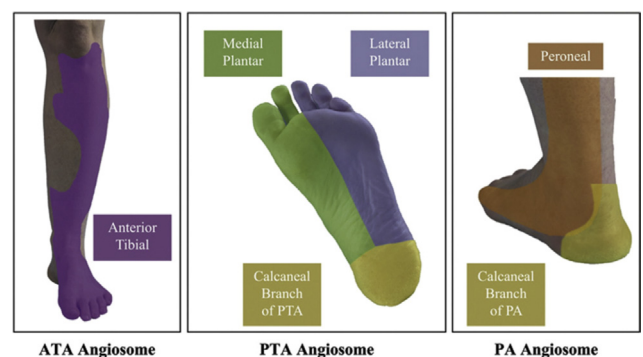 Medial
Plantar
Lateral
Plantar
Peroneal
Anterior
Tibial
Calcaneal
Branch
of PTA
Calcaneal
Branch
of PA
ATA Angiosome
PTA Angiosome
PA Angiosome